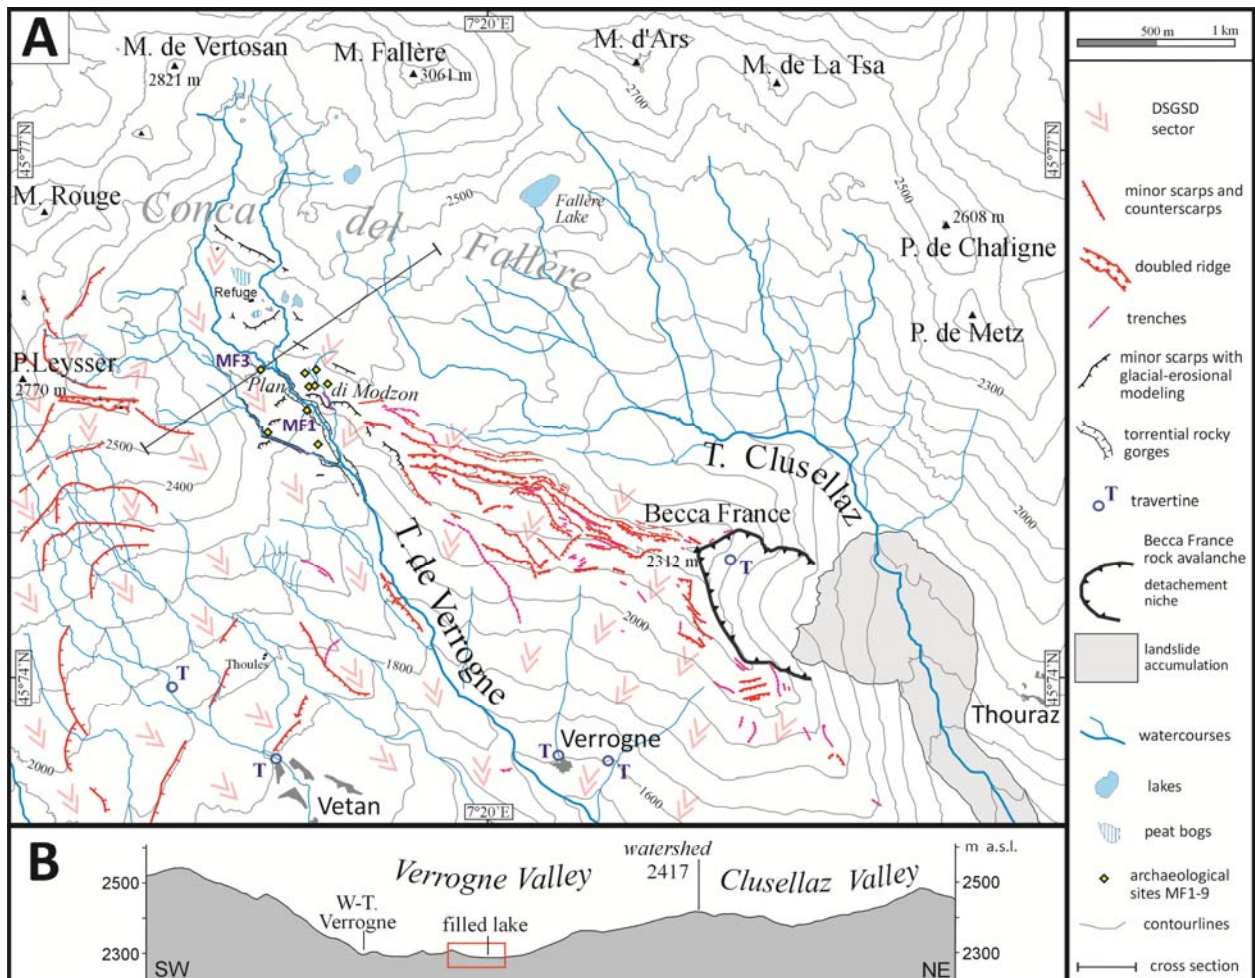 A
7°20'E
M. de Vertosan
2821 m
M. Fallère
3061 m
M. d'Ars
2700
M. de La Tsa
45°77'N
45°77'N
M. Rouge
Conca del Fallère
2500
Fallère
Lake
2500
2608 m
P. de Chaligne
Refuge
P. de Metz
P.Leysser
2770 m
MF3
Plan di Modzon
MF1
2300
2500
2400
T. Clusellaz
Becca France
2312 m
T
2000
T. de Verrogne
2000
1800
Thoules
T
45°74'N
45°74'N
Thouraz
Verrogne
T
T
T
2000
Vetan
1600
7°20'E
500 m
1 km
DSGSD
sector
minor scarps and
counterscarps
doubled ridge
trenches
minor scarps with
glacial-erosional
modeling
torrential rocky
gorges
T
travertine
Becca France
rock avalanche
detachement
niche
landslide
accumulation
watercourses
lakes
peat bogs
archaeological
sites MF1-9
contourlines
cross section
B
Verrogne Valley
watershed
2417
Clusellaz Valley
m a.s.l.
2500
2500
W-T.
Verrogne
filled lake
2300
2300
SW
NE